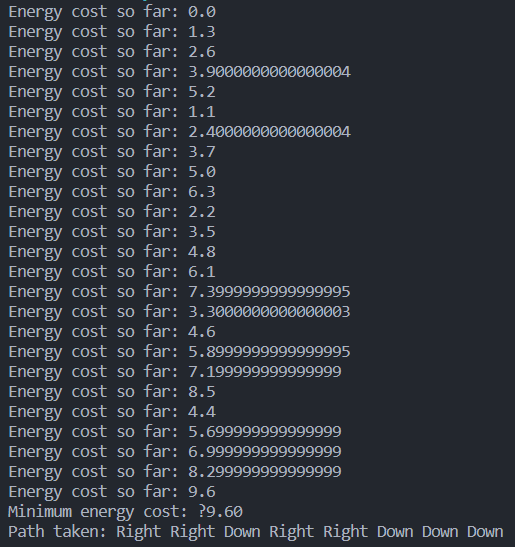 Energy cost so far: 0.0
Energy cost so far: 1.3
Energy cost so far: 2.6
Energy cost so far: 3.9000000000000004
Energy cost so far: 5.2
Energy cost so far: 1.1
Energy cost so far: 2.4000000000000004
Energy cost so far: 3.7
Energy cost so far: 5.0
Energy cost so far: 6.3
Energy cost so far: 2.2
Energy cost so far: 3.5
Energy cost so far: 4.8
Energy cost so far: 6.1
Energy cost so far: 7.3999999999999995
Energy cost so far: 3.3000000000000003
Energy cost so far: 4.6
Energy cost so far: 5.8999999999999995
Energy cost so far: 7.199999999999999
Energy cost so far: 8.5
Energy cost so far: 4.4
Energy cost so far: 5.699999999999999
Energy cost so far: 6.999999999999999
Energy cost so far: 8.299999999999999
Energy cost so far: 9.6
Minimum energy cost: ?9.60
Path taken: Right Right Down Right Right Down Down Down